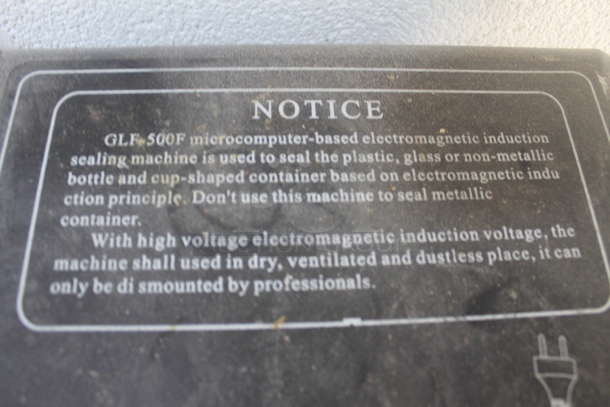 NOTICE
GLF-500F microcomputer-based electromagnetic induction
sealing machine is used to seal the plastic, glass or non-metallic
bottle and cup-shaped container based on electromagnetic indu
ction principle. Don't use this machine to seal metallic
container.
With high voltage electromagnetic induction voltage, the
machine shall used in dry, ventilated and dustless place, it can
only be di smounted by professionals.